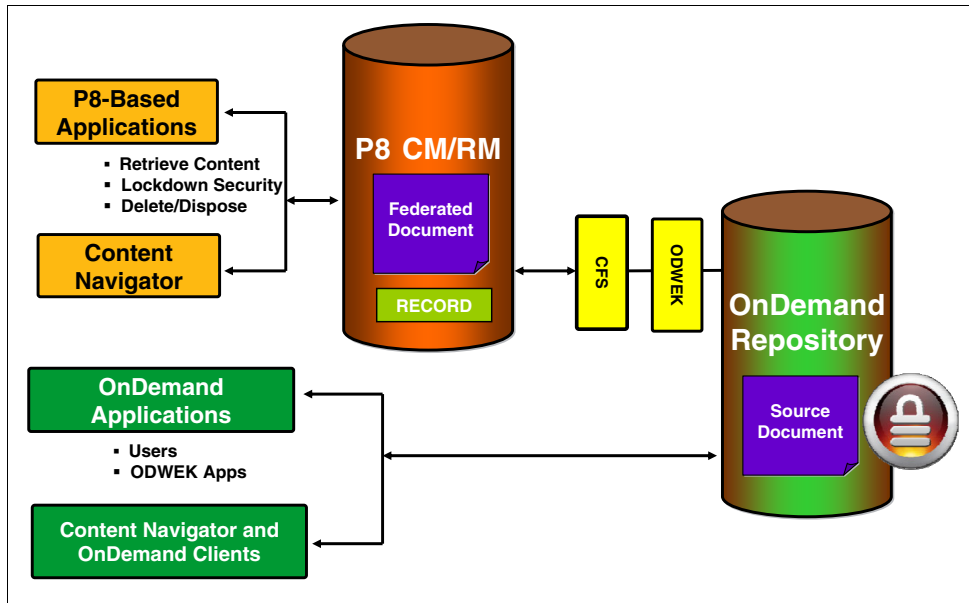 P8-Based
Applications
▪ Retrieve Content
▪ Lockdown Security
▪ Delete/Dispose
Content
Navigator
P8 CM/RM
Federated
Document
RECORD
CFS
ODWEK
OnDemand
Repository
Source
Document
OnDemand
Applications
▪ Users
▪ ODWEK Apps
Content Navigator and
OnDemand Clients